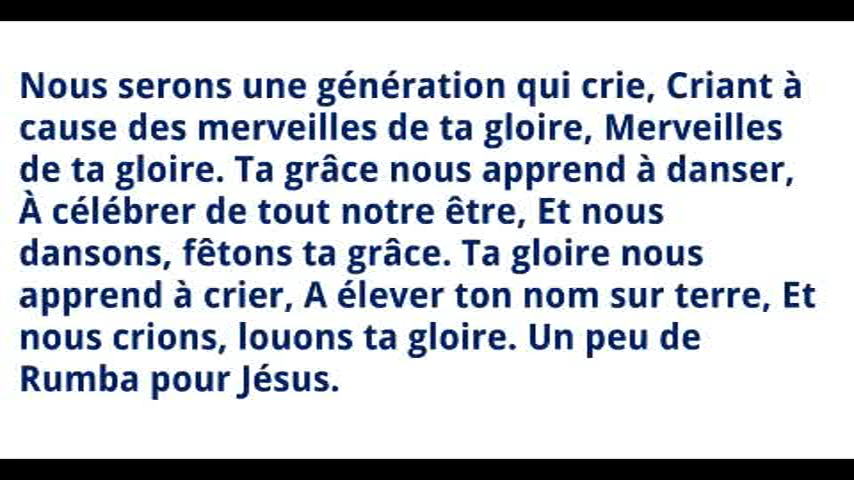 Nous serons une génération qui crie, Criant à
cause des merveilles de ta gloire, Merveilles
de ta gloire. Ta grâce nous apprend à danser,
À célébrer de tout notre être, Et nous
dansons, fêtons ta grâce. Ta gloire nous
apprend à crier, A élever ton nom sur terre, Et
nous crions, louons ta gloire. Un peu de
Rumba pour Jésus.